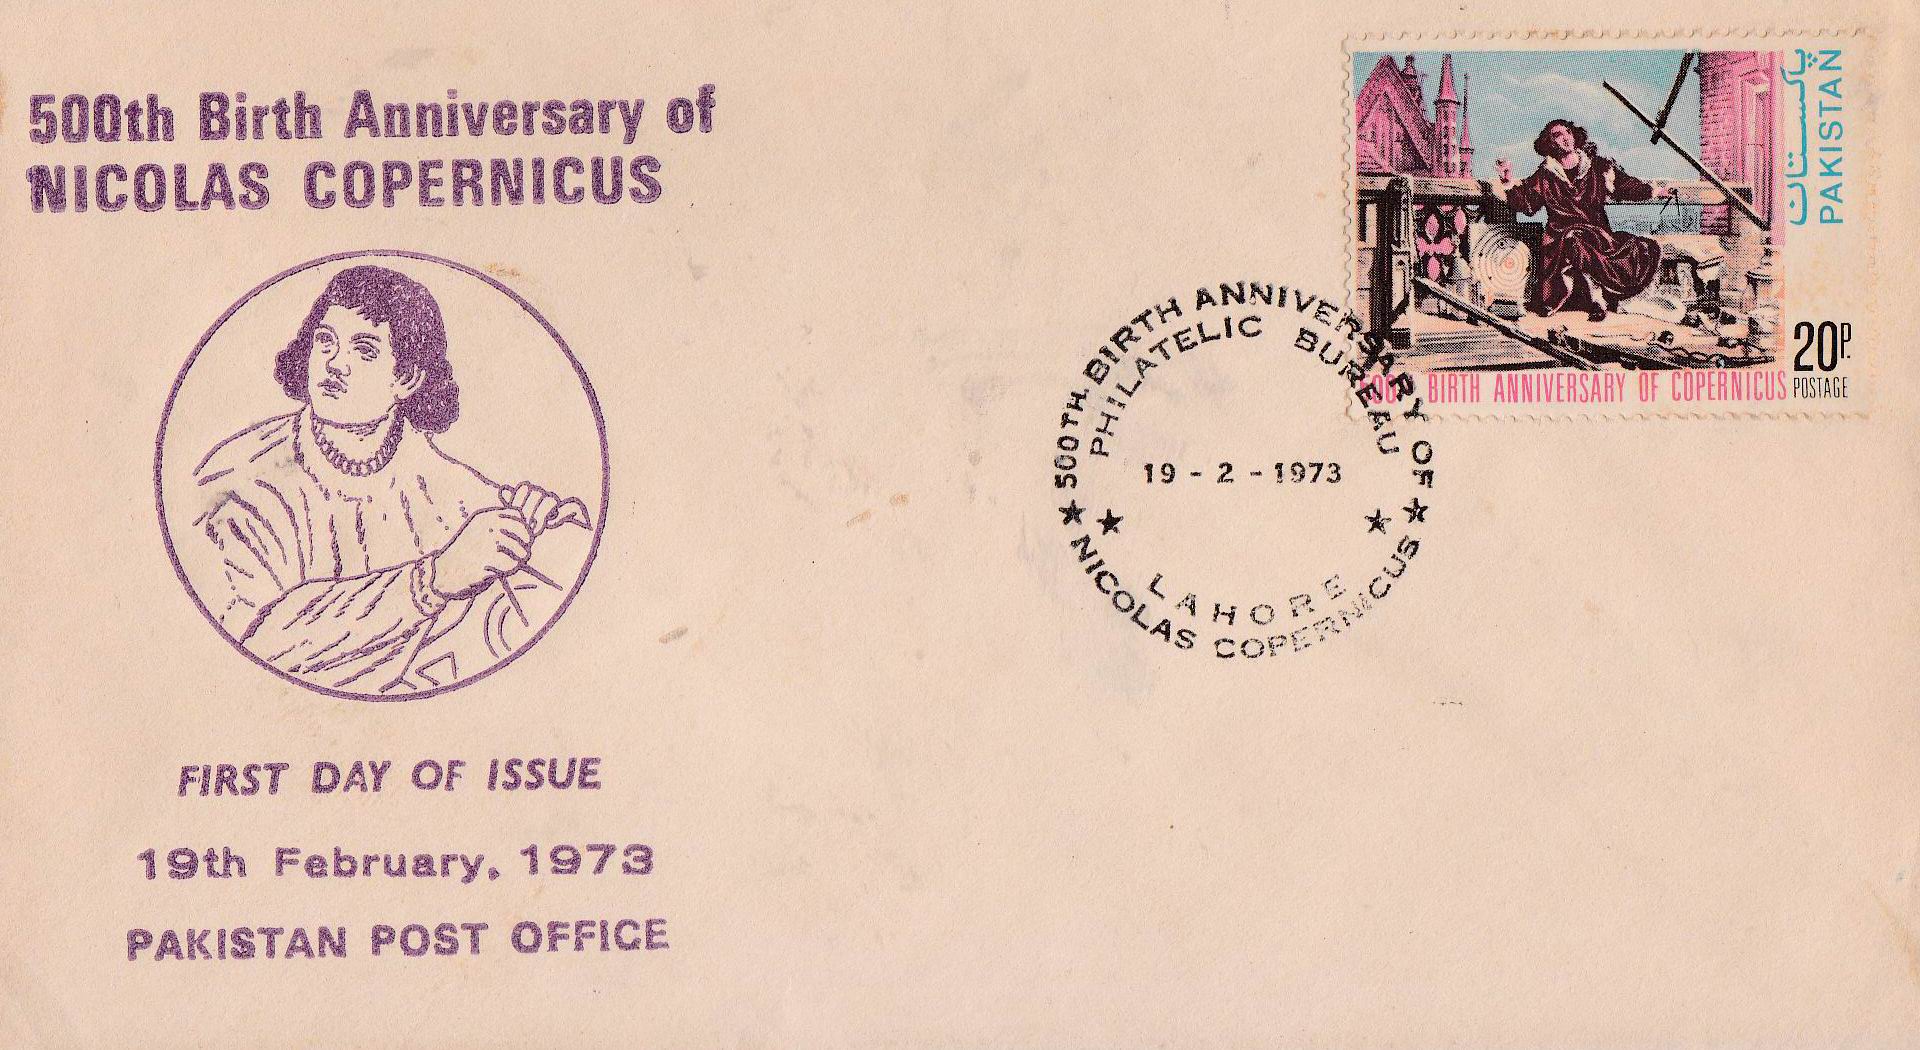 500th Birth Anniversary of
NICOLAS COPERNICUS
FIRST DAY OF ISSUE
19th February, 1973
PAKISTAN POST OFFICE
پاکستان
PAKISTAN
20P.
POSTAGE
500 BIRTH ANNIVERSARY OF COPERNICUS
500TH BIRTH ANNIVERSARY OF
PHILATELIC BUREAU
19 - 2 - 1973
LAHORE
NICOLAS COPERNICUS